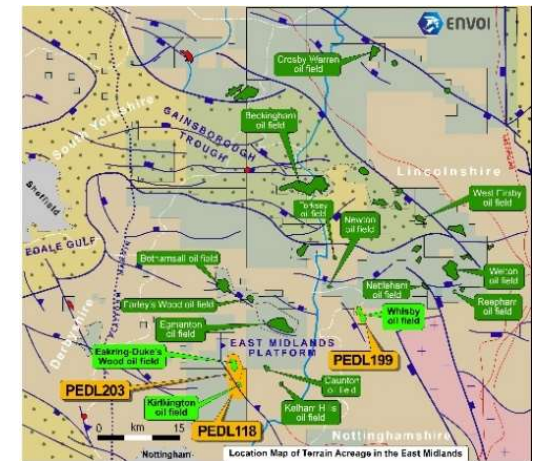 ENVOI
Crosby Warren
oil field
South Yorkshire
GAINSBOROUGH
TROUGH
Beckingham
oil field
Lincolnshire
Sheffield
Torksey
oil field
Newton
oil field
West Firsby
oil field
EDALE GULF
Bothamsall oil field
Nettleham
oil field
Welton
oil field
Farley's Wood oil field
Whisby
oil field
Reepham
oil field
Egmanton
oil field
Derbyshire
EAST MIDLANDS
PLATFORM
Eakring-Duke's
Wood oil field
PEDL199
PEDL203
Caunton
oil field
Kirklington
oil field
Kelham Hills
oil field
PEDL118
0 km 15
Nottinghamshire
Nottingham
Location Map of Terrain Acreage in the East Midlands